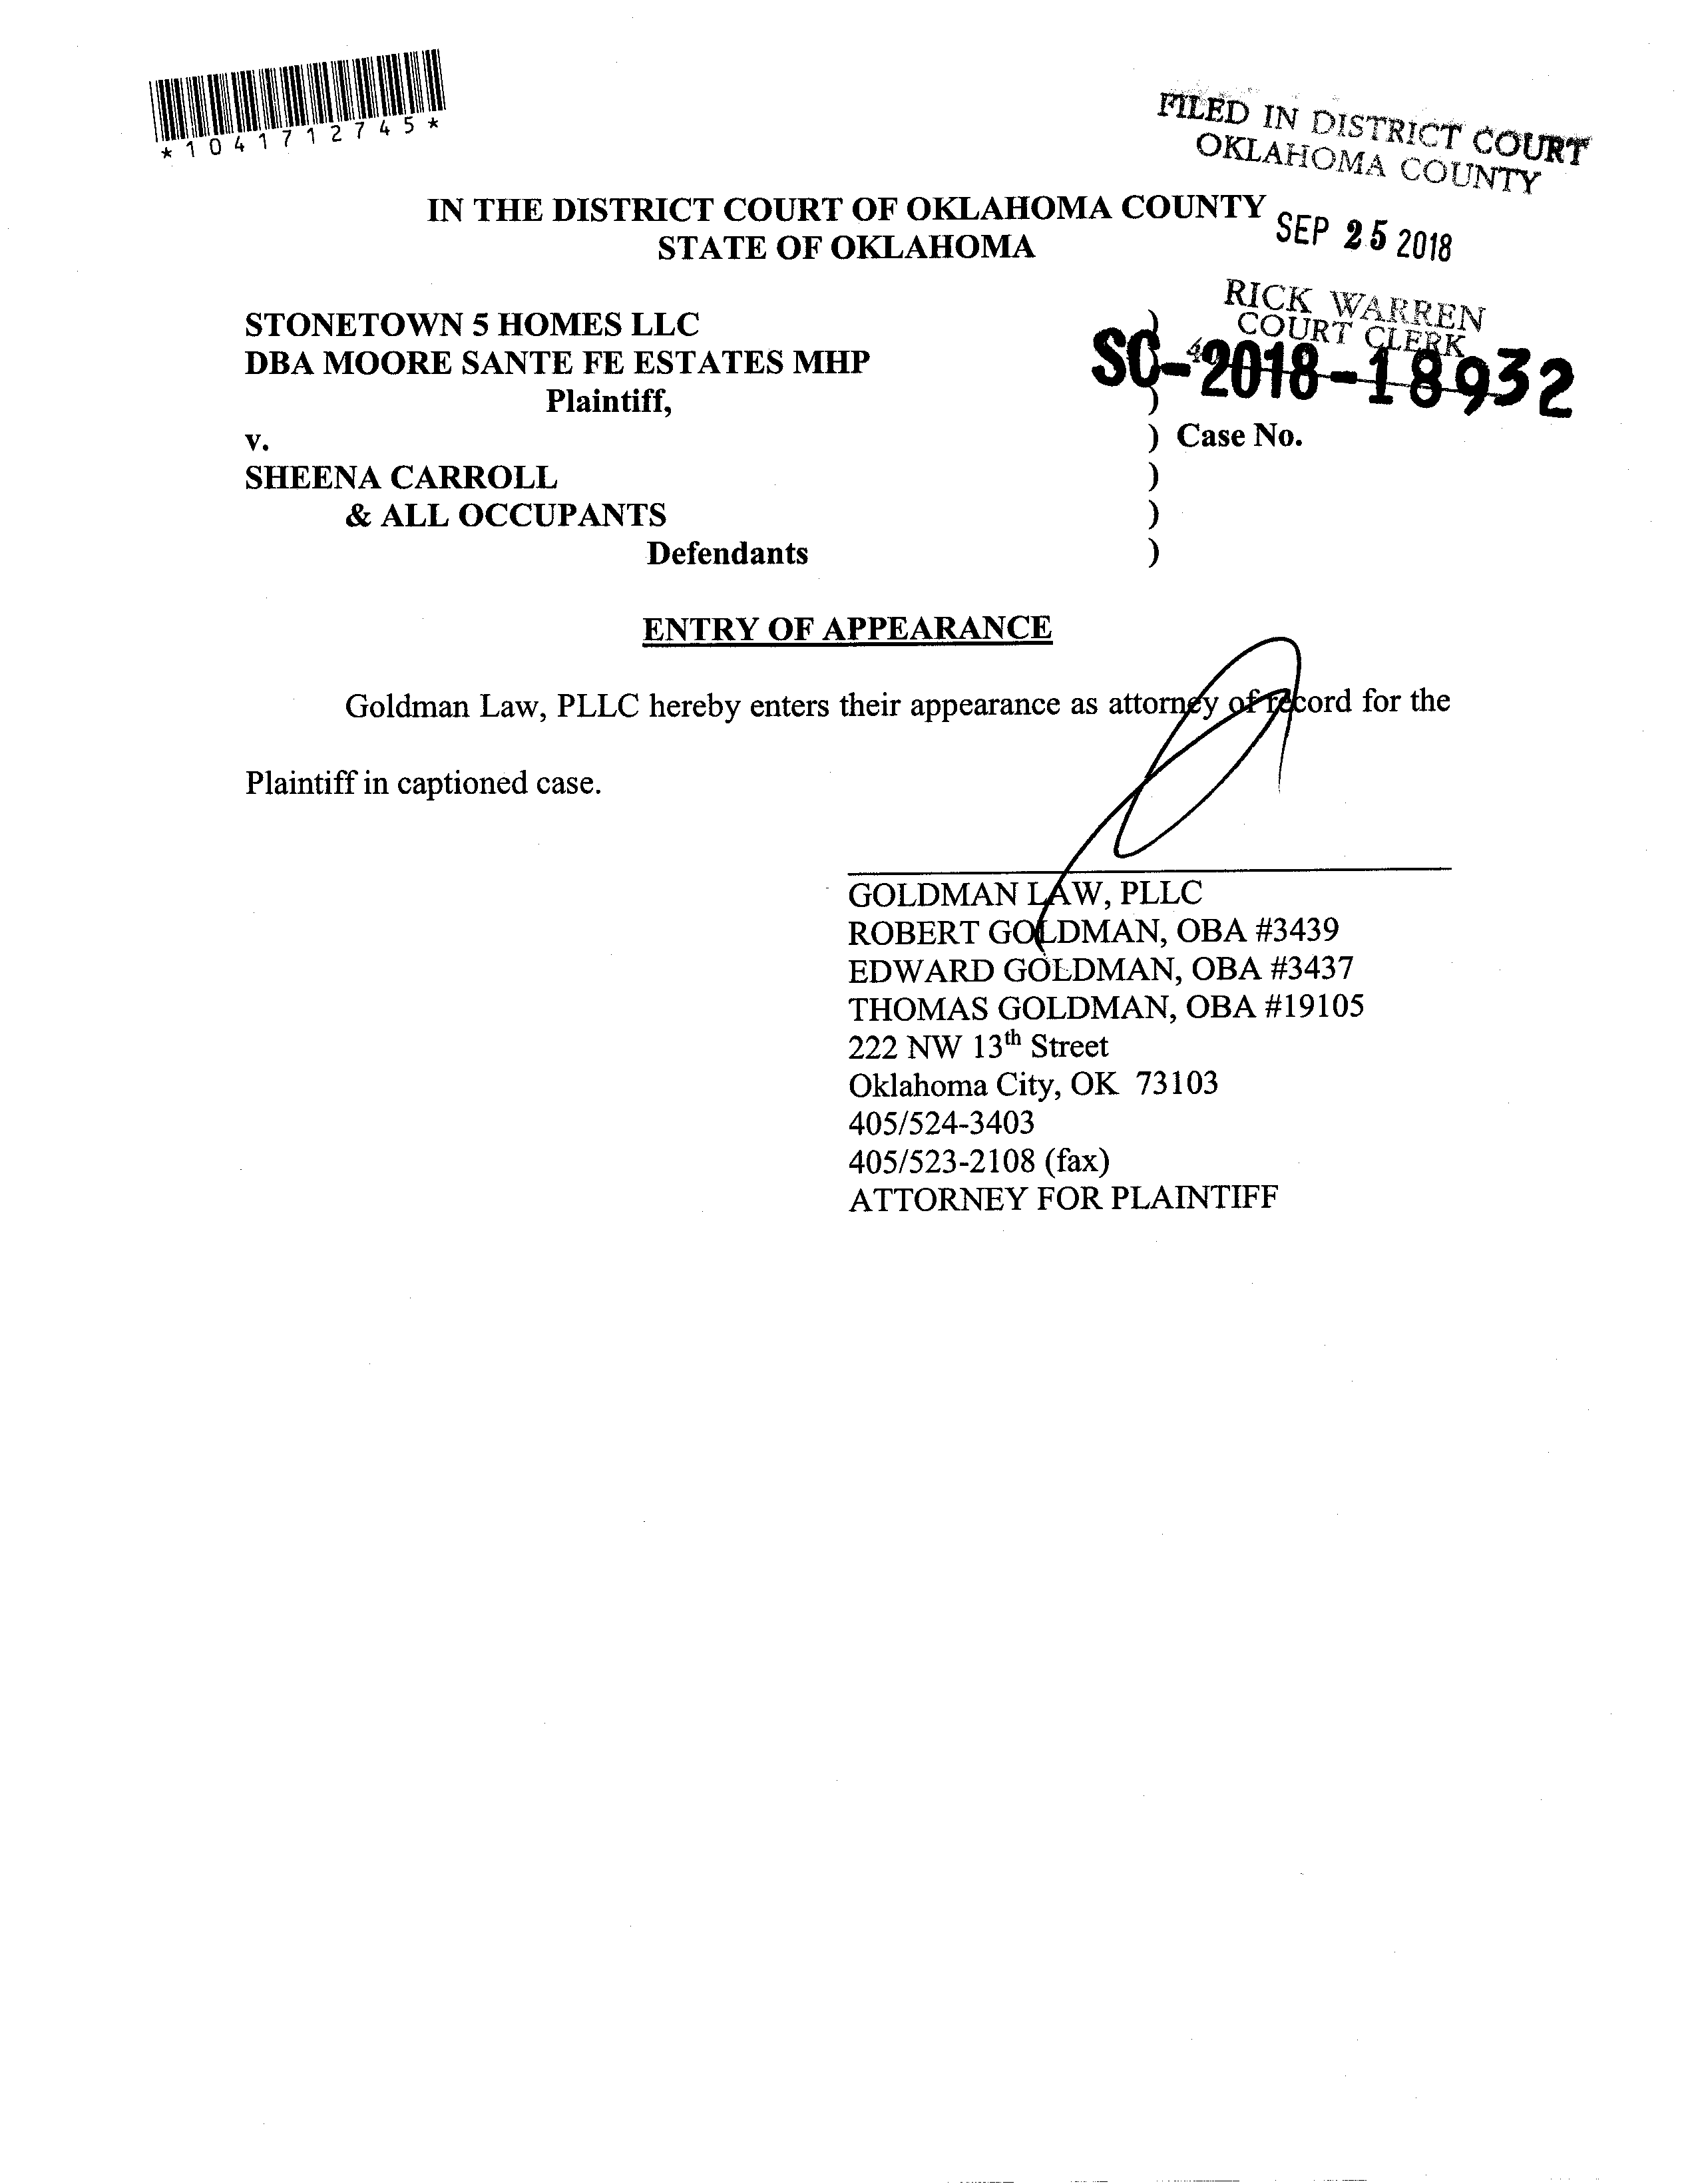 *1041712745*
FILED IN DISTRICT COURT
OKLAHOMA COUNTY
IN THE DISTRICT COURT OF OKLAHOMA COUNTY
STATE OF OKLAHOMA
SEP 25 2018
RICK WARREN
COURT CLERK
STONETOWN 5 HOMES LLC )
DBA MOORE SANTE FE ESTATES MHP
SC-2018-18932
Plaintiff, )
v. ) Case No.
SHEENA CARROLL )
& ALL OCCUPANTS )
Defendants )
ENTRY OF APPEARANCE
Goldman Law, PLLC hereby enters their appearance as attorney of record for the
Plaintiff in captioned case.
GOLDMAN LAW, PLLC
ROBERT GOLDMAN, OBA #3439
EDWARD GOLDMAN, OBA #3437
THOMAS GOLDMAN, OBA #19105
222 NW 13th Street
Oklahoma City, OK 73103
405/524-3403
405/523-2108 (fax)
ATTORNEY FOR PLAINTIFF